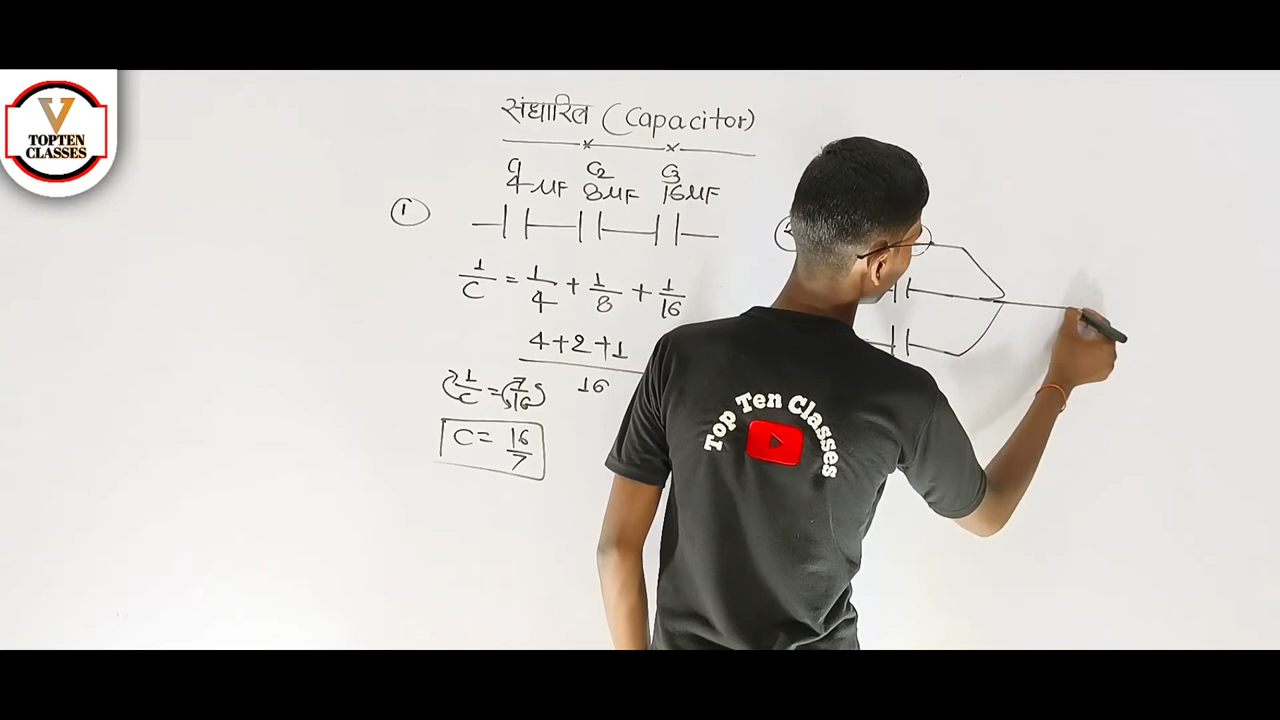 V
TOPTEN
CLASSES
संधारित्र (Capacitor)
C1 C2 C3
4 μF 8μF 16μF
①
1/C = 1/4 + 1/8 + 1/16
4+2+1
16
1/C = 7/16
C = 16/7
Top Ten Classes